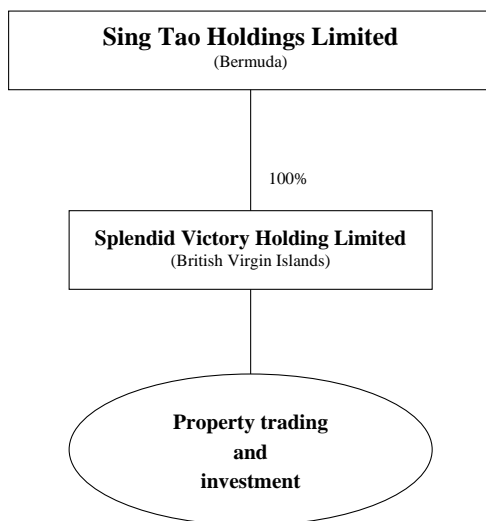 Sing Tao Holdings Limited
(Bermuda)
100%
Splendid Victory Holding Limited
(British Virgin Islands)
Property trading
and
investment